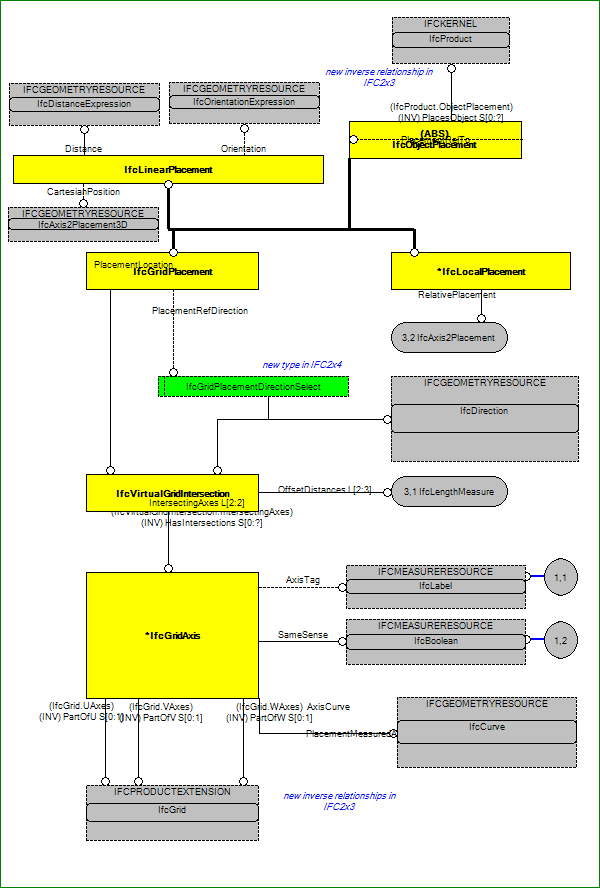 IFCKERNEL
IfcProduct
new inverse relationship in
IFC2x3
IFCGEOMETRYRESOURCE
IfcDistanceExpression
IFCGEOMETRYRESOURCE
IfcOrientationExpression
(IfcProduct.ObjectPlacement)
(INV) PlacesObject S[0:?]
(ABS)
PlacementRelTo
IfcObjectPlacement
Distance
Orientation
IfcLinearPlacement
CartesianPosition
IFCGEOMETRYRESOURCE
IfcAxis2Placement3D
PlacementLocation
IfcGridPlacement
*IfcLocalPlacement
RelativePlacement
PlacementRefDirection
3,2 IfcAxis2Placement
new type in IFC2x4
IfcGridPlacementDirectionSelect
IFCGEOMETRYRESOURCE
IfcDirection
IfcVirtualGridIntersection
OffsetDistances L[2:3]
3,1 IfcLengthMeasure
IntersectingAxes L[2:2]
(IfcVirtualGridIntersection.IntersectingAxes)
(INV) HasIntersections S[0:?]
IFCMEASURERESOURCE
IfcLabel
AxisTag
1,1
*IfcGridAxis
IFCMEASURERESOURCE
IfcBoolean
SameSense
1,2
(IfcGrid.UAxes)
(INV) PartOfU S[0:1]
(IfcGrid.VAxes)
(INV) PartOfV S[0:1]
(IfcGrid.WAxes)
(INV) PartOfW S[0:1]
AxisCurve
IFCGEOMETRYRESOURCE
IfcCurve
IFCPRODUCTEXTENSION
IfcGrid
new inverse relationships in
IFC2x3